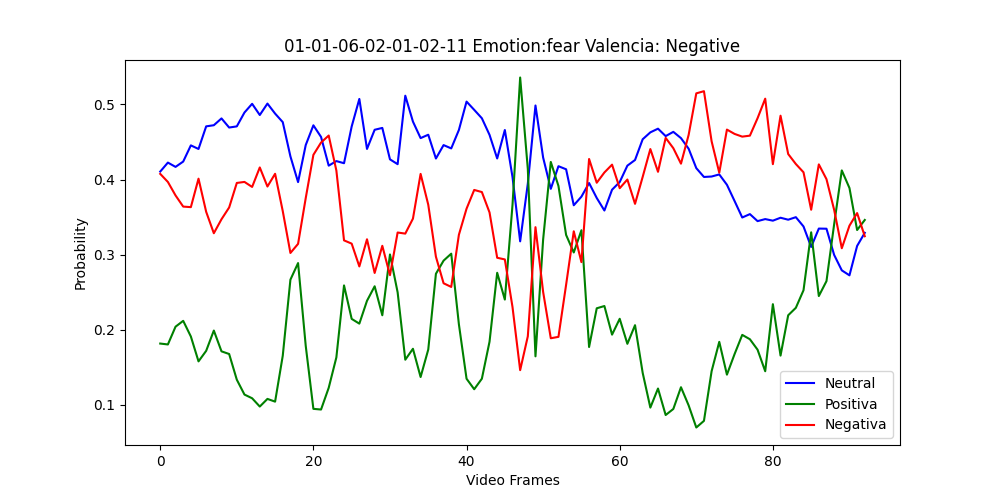 01-01-06-02-01-02-11 Emotion:fear Valencia: Negative
Probability
0.5
0.4
0.3
0.2
0.1
0 20 40 60 80
Video Frames
Neutral
Positiva
Negativa